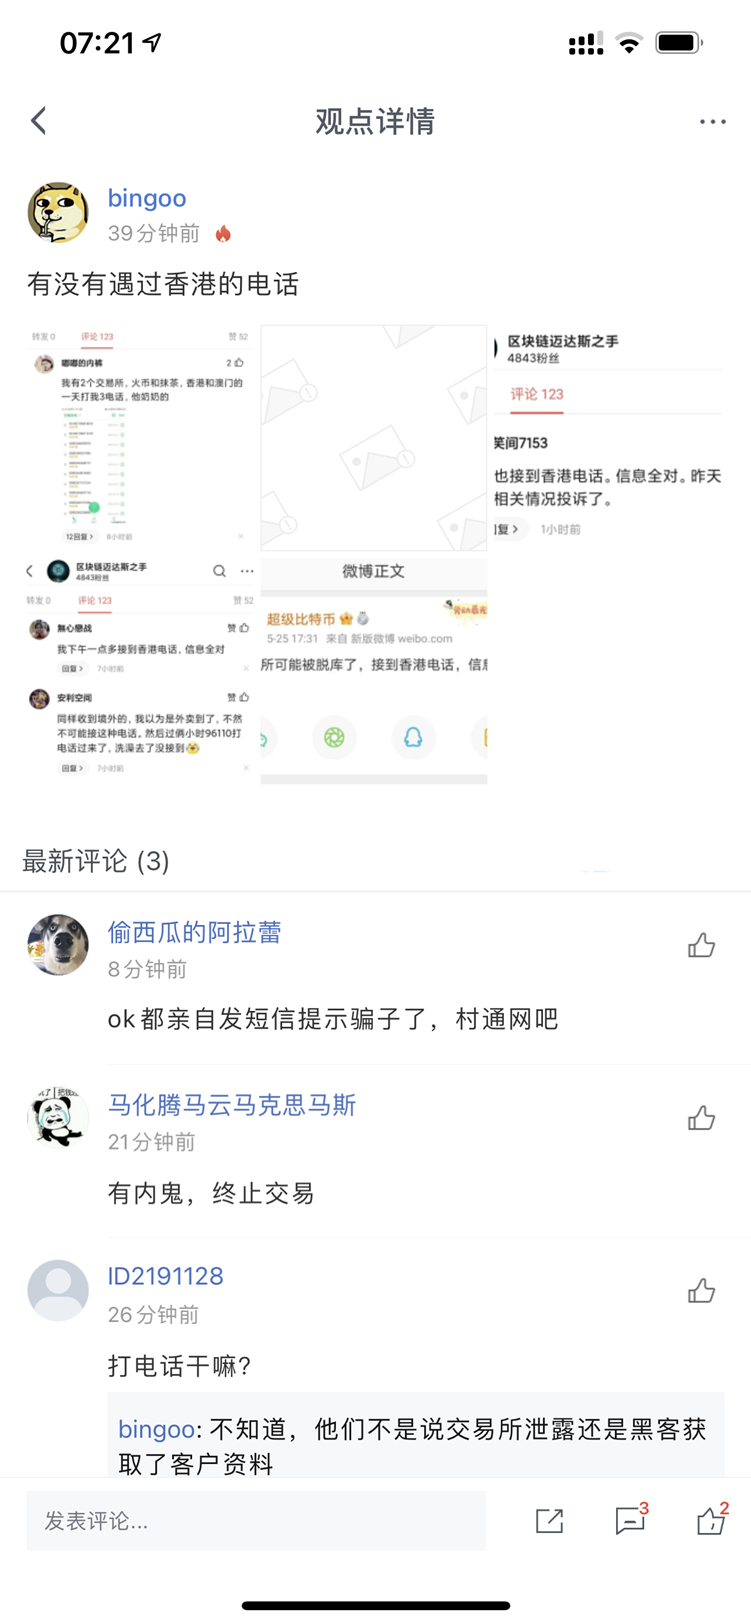 07:21
观点详情
bingoo
39分钟前
有没有遇过香港的电话
转发 0 评论 123 赞 52
嘟嘟的内裤 2
我有2个交易所，火币和抹茶，香港和澳门的
一天打我3电话，他奶奶的
12回复 > 8小时前 ×
区块链迈达斯之手
4843粉丝
评论 123
笑间7153
也接到香港电话。信息全对。昨天
相关情况投诉了。
回复 > 1小时前
区块链迈达斯之手
4843粉丝
转发 0 评论 123 赞 52
無心戀战 赞
我下午一点多接到香港电话，信息全对
回复 > 7小时前 ×
安利空间 赞
同样收到境外的，我以为是外卖到了，不然
不可能接这种电话。然后过俩小时96110打
电话过来了，洗澡去了没接到
回复 > 7小时前 ×
微博正文
超级比特币
5-25 17:31 来自 新版微博 weibo.com
所可能被脱库了，接到香港电话，信息
最新评论 (3)
偷西瓜的阿拉蕾
8分钟前
ok都亲自发短信提示骗子了，村通网吧
马化腾马云马克思马斯
21分钟前
有内鬼，终止交易
ID2191128
26分钟前
打电话干嘛?
bingoo: 不知道，他们不是说交易所泄露还是黑客获
取了客户资料
发表评论...
3
2